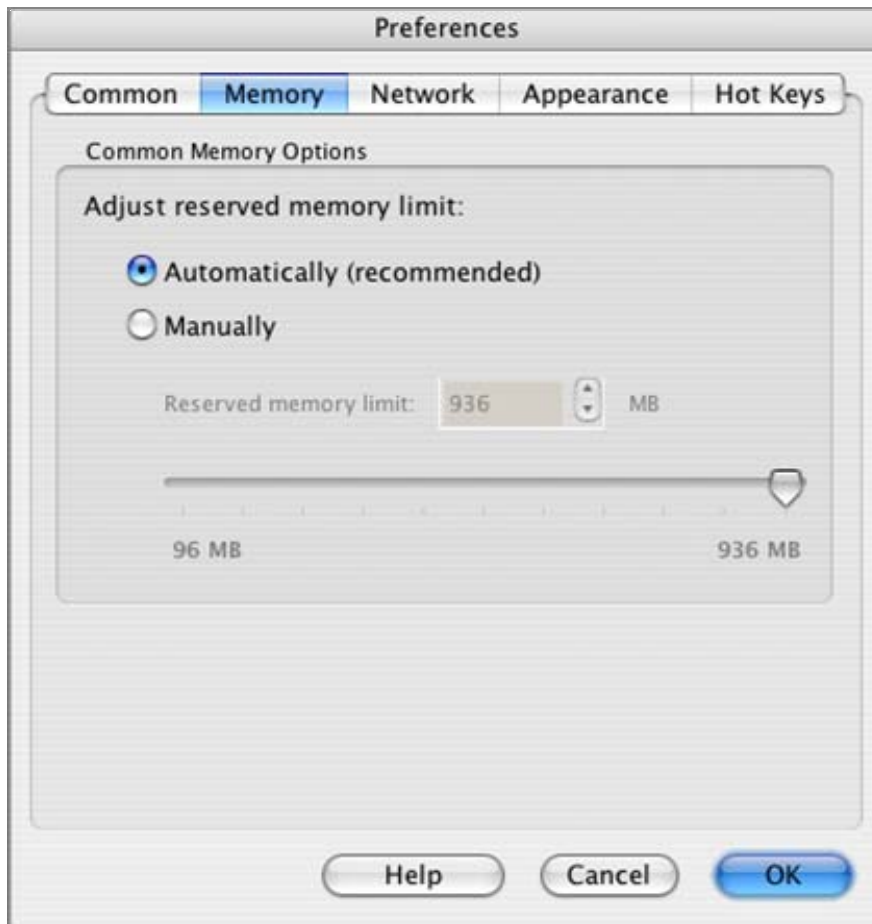 Preferences
Common Memory Network Appearance Hot Keys
Common Memory Options
Adjust reserved memory limit:
Automatically (recommended)
Manually
Reserved memory limit: 936 MB
96 MB 936 MB
Help Cancel OK